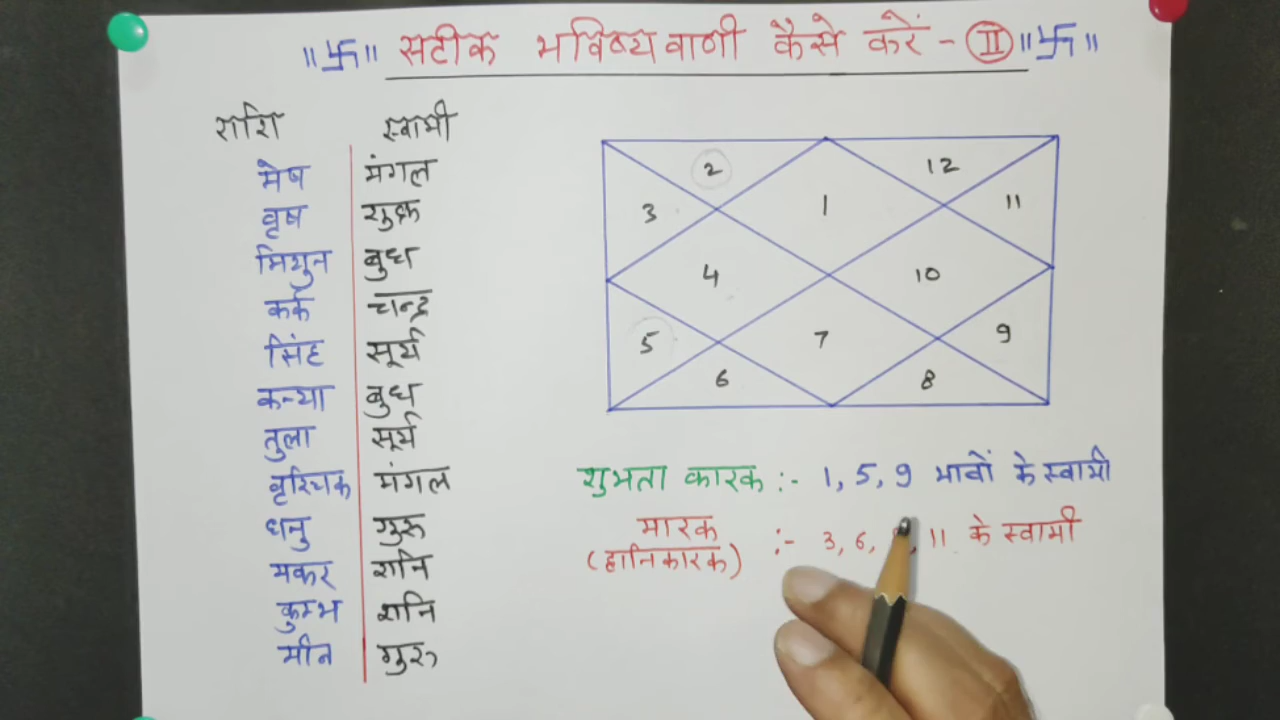 ॥ 卐 ॥ सटीक भविष्यवाणी कैसे करें - II ॥ 卐 ॥
राशि स्वामी
मेष मंगल
वृष शुक्र
मिथुन बुध
कर्क चन्द्र
सिंह सूर्य
कन्या बुध
तुला सूर्य
वृश्चिक मंगल
धनु गुरू
मकर शनि
कुम्भ शनि
मीन गुरु
2 12
3 1 11
4 10
5 7 9
6 8
शुभता कारक :- 1, 5, 9 भावों के स्वामी
मारक
(हानिकारक) :- 3, 6, , 11 के स्वामी